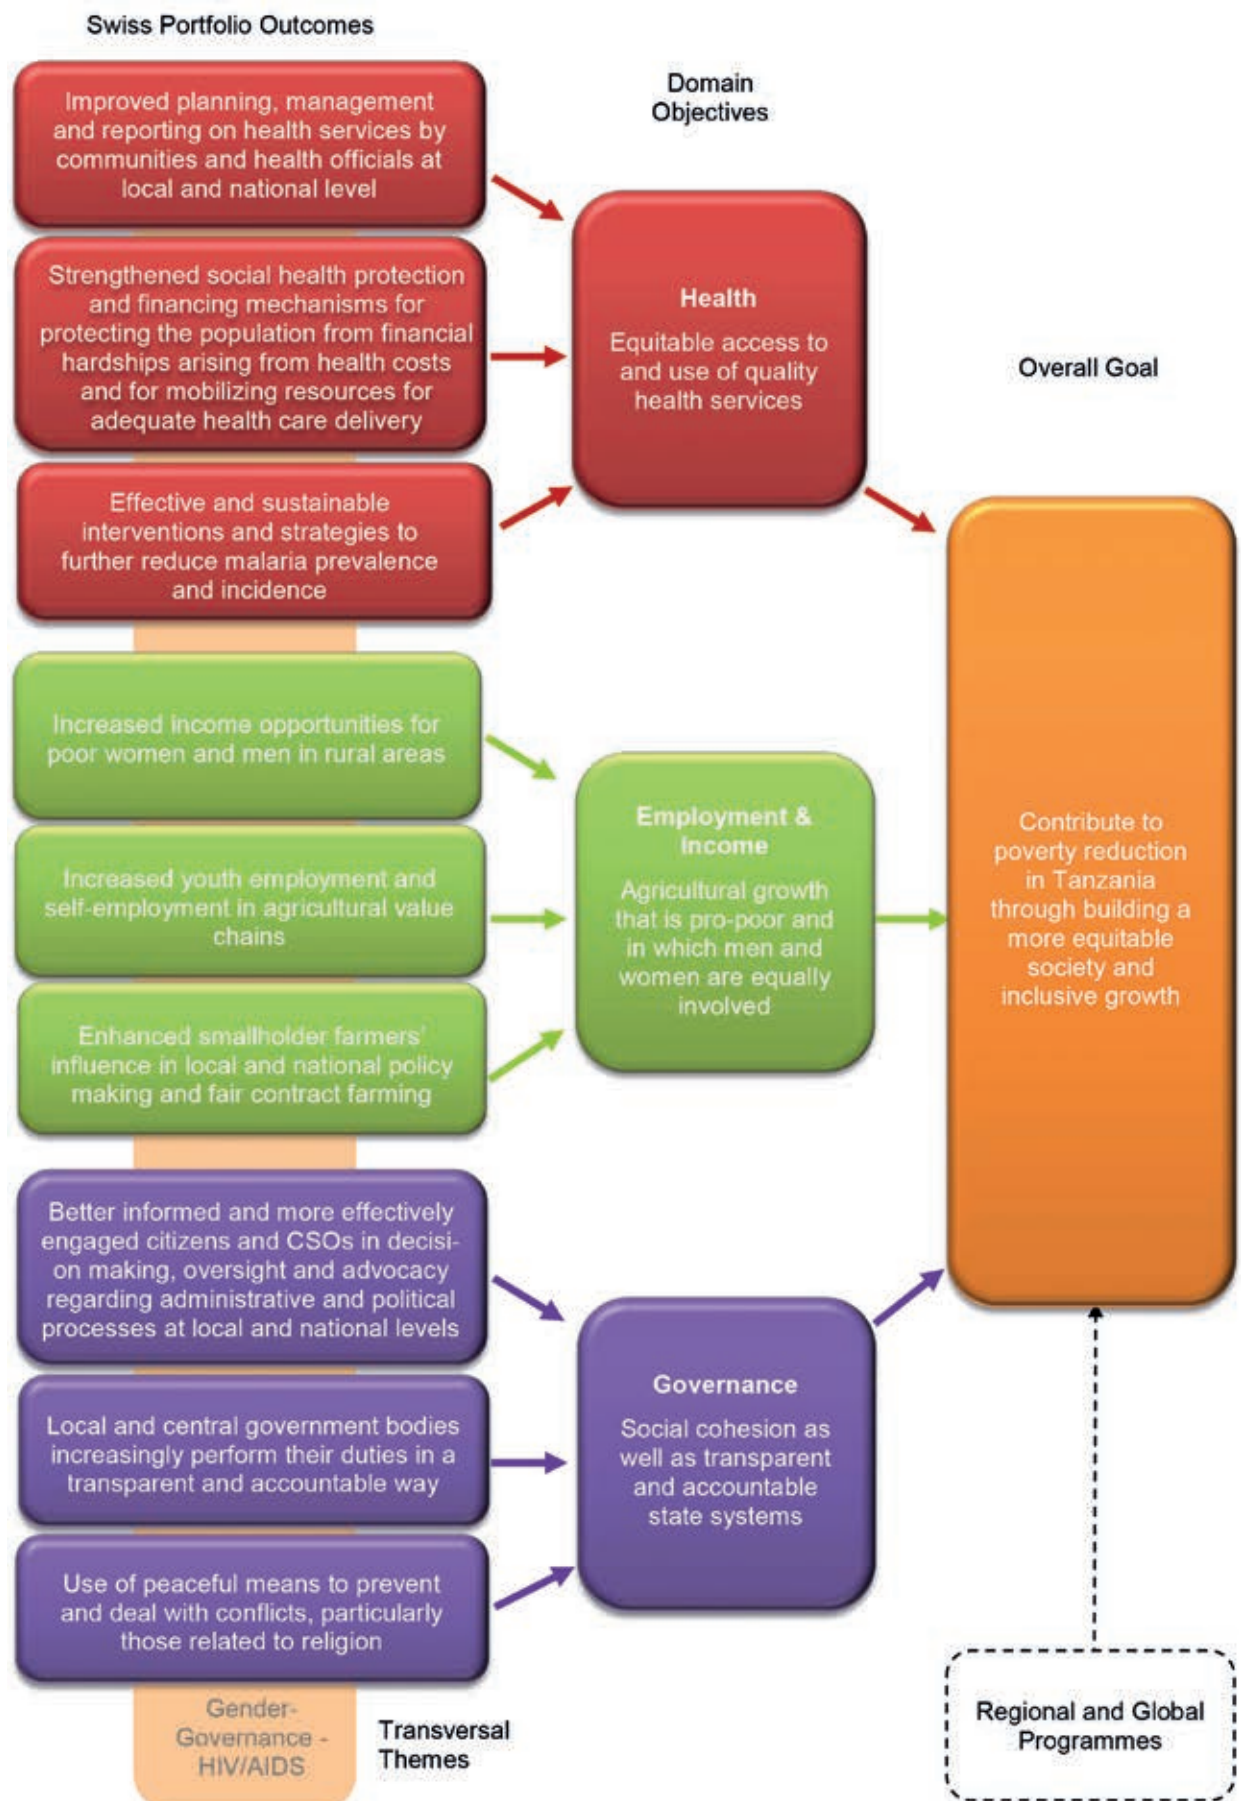 Swiss Portfolio Outcomes
Improved planning, management
and reporting on health services by
communities and health officials at
local and national level
Strengthened social health protection
and financing mechanisms for
protecting the population from financial
hardships arising from health costs
and for mobilizing resources for
adequate health care delivery
Effective and sustainable
interventions and strategies to
further reduce malaria prevalence
and incidence
Increased income opportunities for
poor women and men in rural areas
Increased youth employment and
self-employment in agricultural value
chains
Enhanced smallholder farmers'
influence in local and national policy
making and fair contract farming
Better informed and more effectively
engaged citizens and CSOs in decisi-
on making, oversight and advocacy
regarding administrative and political
processes at local and national levels
Local and central government bodies
increasingly perform their duties in a
transparent and accountable way
Use of peaceful means to prevent
and deal with conflicts, particularly
those related to religion
Gender-
Governance -
HIV/AIDS
Transversal
Themes
Domain
Objectives
Health
Equitable access to
and use of quality
health services
Employment &
Income
Agricultural growth
that is pro-poor and
in which men and
women are equally
involved
Governance
Social cohesion as
well as transparent
and accountable
state systems
Overall Goal
Contribute to
poverty reduction
in Tanzania
through building a
more equitable
society and
inclusive growth
Regional and Global
Programmes